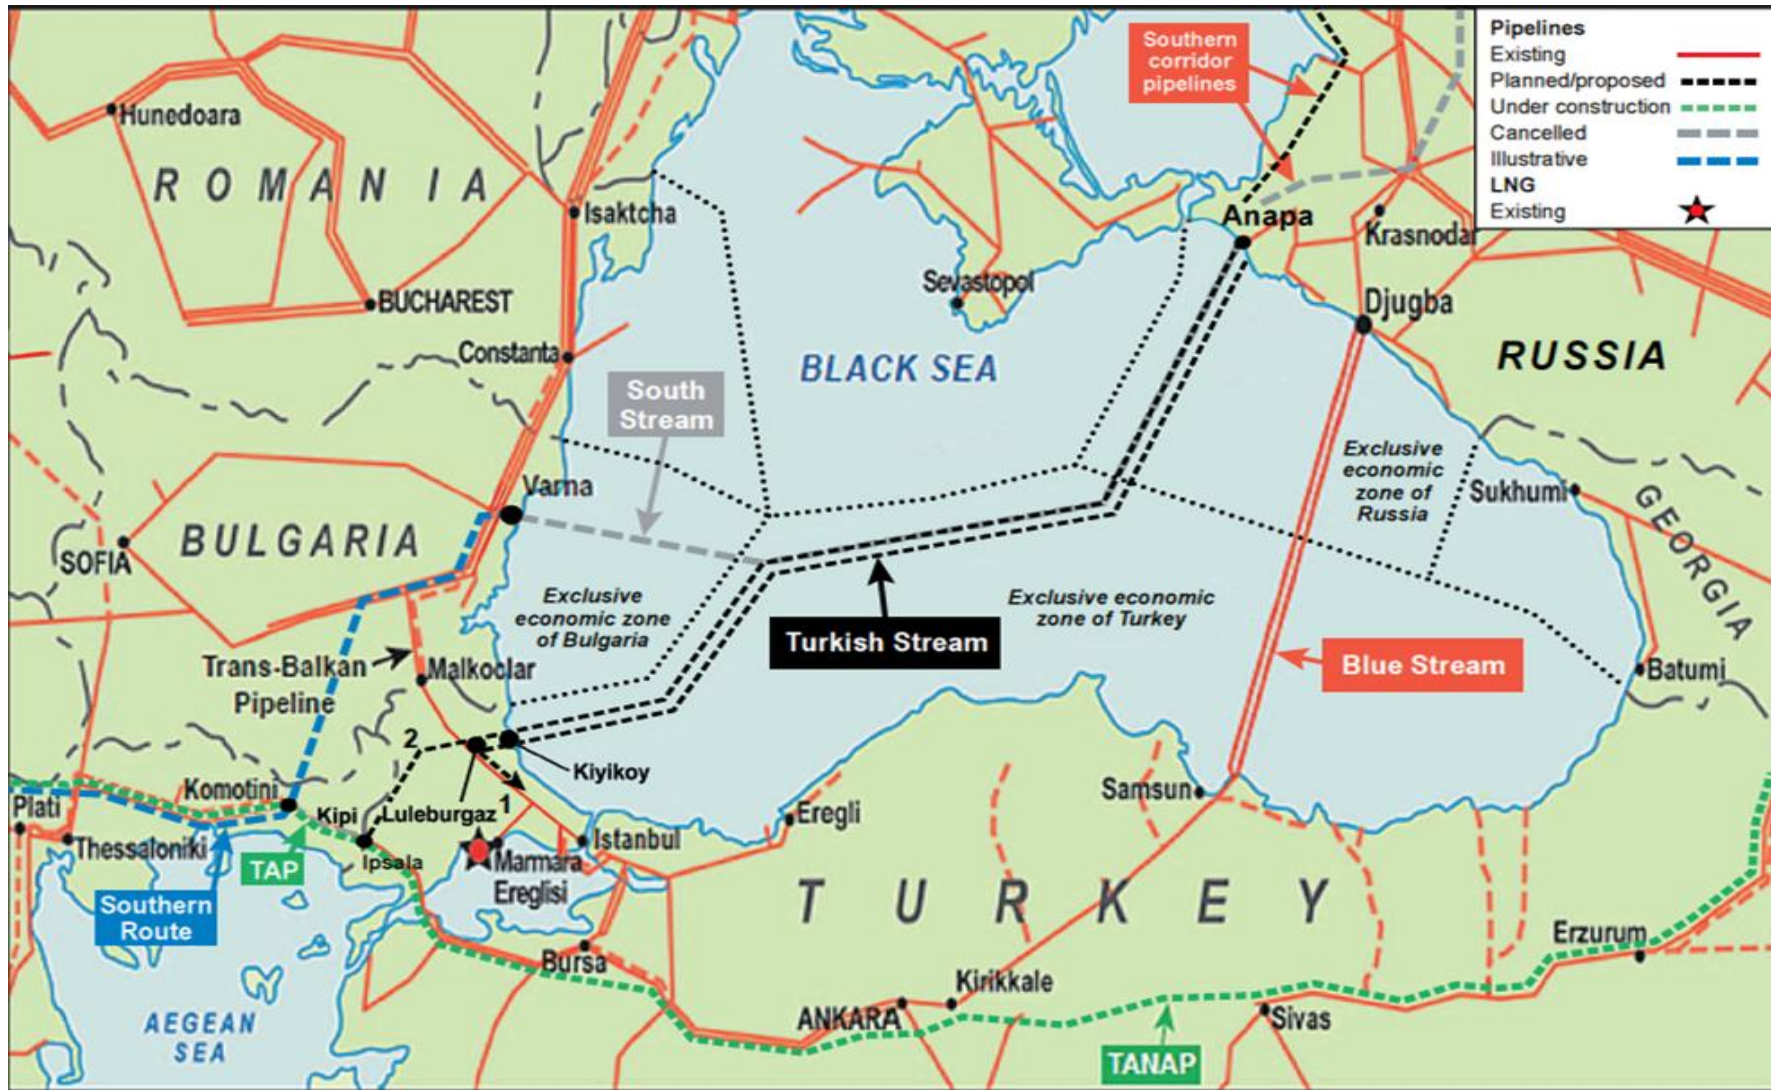 Pipelines
Existing
Planned/proposed
Under construction
Cancelled
Illustrative
LNG
Existing
Southern
corridor
pipelines
Hunedoara
ROMANIA
Isaktcha
Anapa
Krasnodar
BUCHAREST
Sevastopol
Djugba
Constanta
BLACK SEA
RUSSIA
South
Stream
Varna
Exclusive
economic
zone of
Russia
Sukhumi
GEORGIA
BULGARIA
SOFIA
Exclusive
economic zone
of Bulgaria
Exclusive economic
zone of Turkey
Turkish Stream
Blue Stream
Batumi
Trans-Balkan
Pipeline
Malkoclar
2
Kiyikoy
Komotini
Kipi
Luleburgaz
1
Samsun
Eregli
Plati
Thessaloniki
TAP
Ipsala
Istanbul
Marmara
Ereglisi
Southern
Route
TURKEY
Erzurum
Bursa
Kirikkale
ANKARA
Sivas
AEGEAN
SEA
TANAP